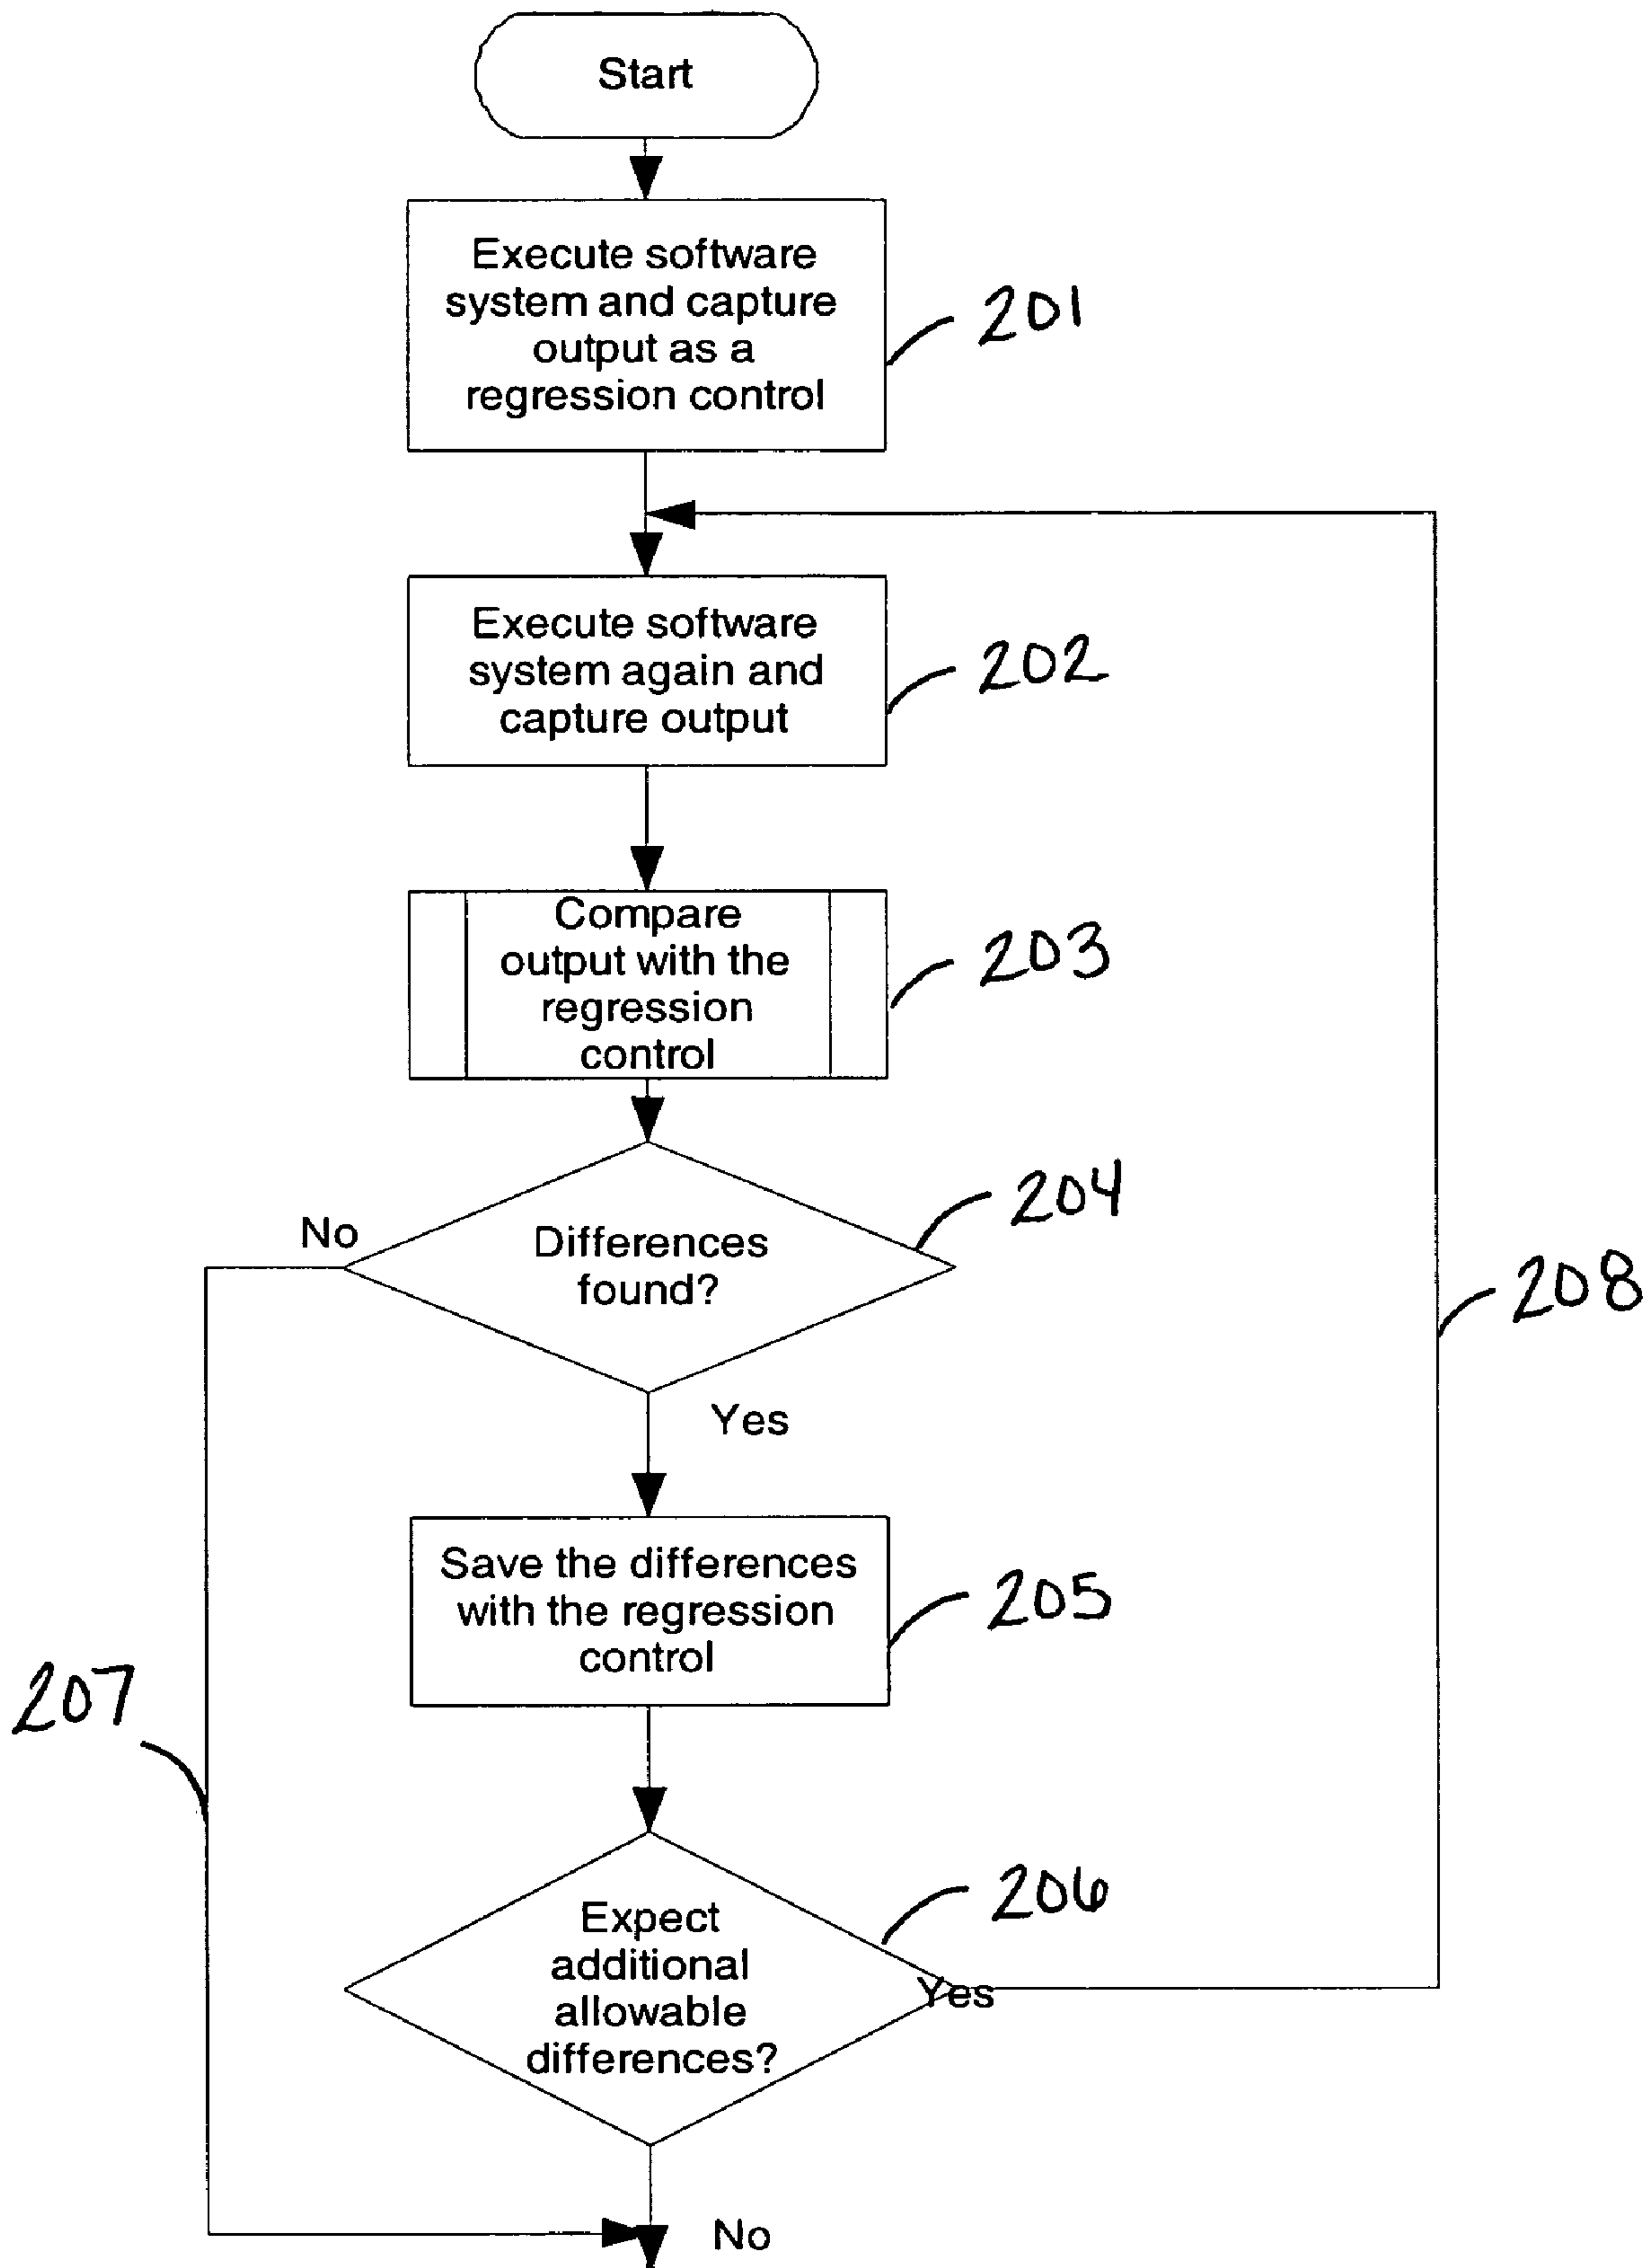 Start
Execute software
system and capture
output as a
regression control
201
Execute software
system again and
capture output
202
Compare
output with the
regression
control
203
204
No
Differences
found?
208
Yes
Save the differences
with the regression
control
205
207
206
Expect
additional
allowable
differences?
Yes
No